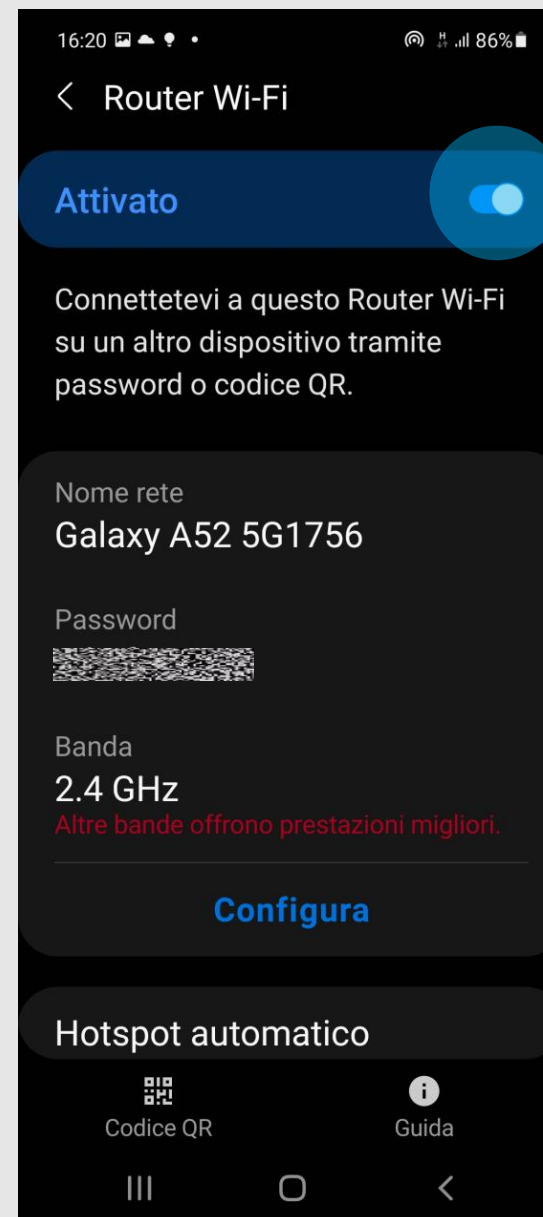 16:20 H 86%
Router Wi-Fi
Attivato
Connettetevi a questo Router Wi-Fi
su un altro dispositivo tramite
password o codice QR.
Nome rete
Galaxy A52 5G1756
Password
Banda
2.4 GHz
Altre bande offrono prestazioni migliori.
Configura
Hotspot automatico
Codice QR Guida